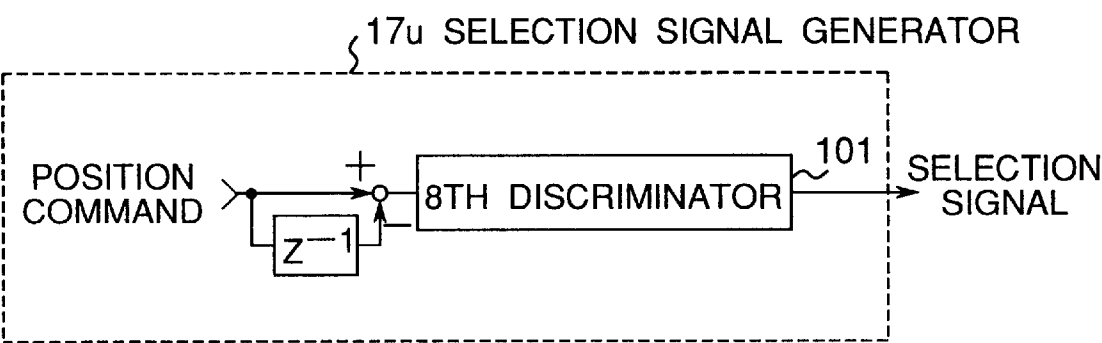 17u SELECTION SIGNAL GENERATOR
POSITION
COMMAND
+
−
Z−1
8TH DISCRIMINATOR
101
SELECTION
SIGNAL